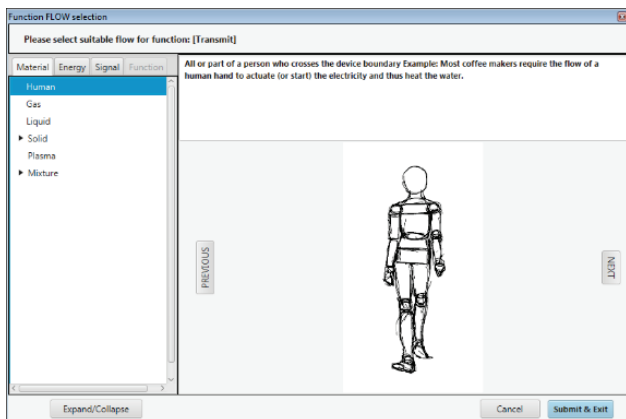 Function FLOW selection
Please select suitable flow for function: [Transmit]
Material Energy Signal Function
Human
Gas
Liquid
Solid
Plasma
Mixture
All or part of a person who crosses the device boundary Example: Most coffee makers require the flow of a
human hand to actuate (or start) the electricity and thus heat the water.
PREVIOUS
NEXT
Expand/Collapse
Cancel
Submit & Exit